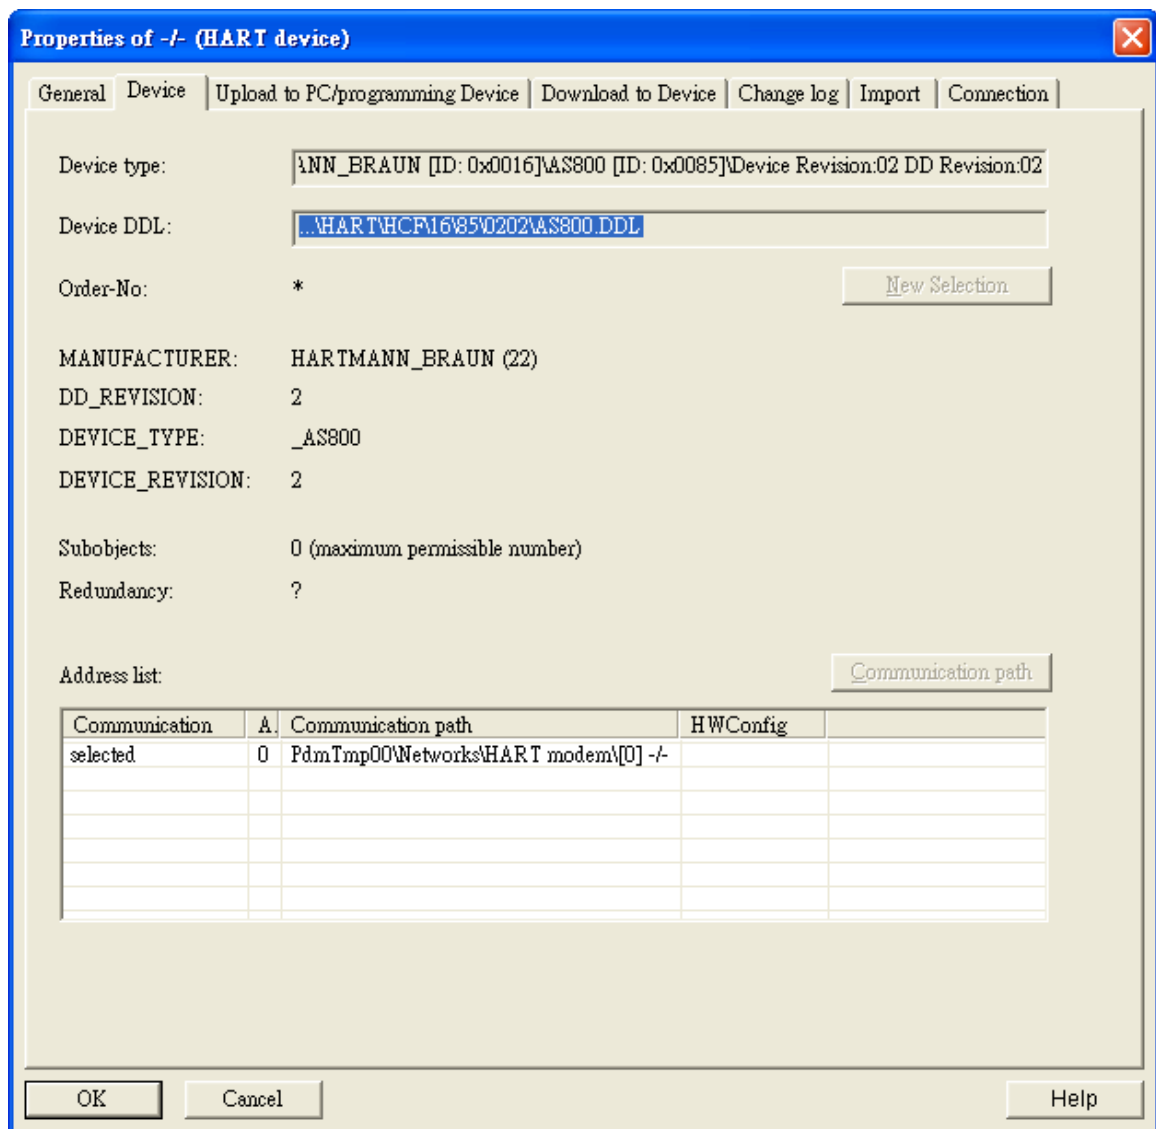 Properties of -/- (HART device)
General Device Upload to PC/programming Device Download to Device Change log Import Connection
Device type: ANN_BRAUN [ID: 0x0016]\AS800 [ID: 0x0085]\Device Revision:02 DD Revision:02
Device DDL: ...\HART\HCF\16\85\0202\AS800.DDL
Order-No: * New Selection
MANUFACTURER: HARTMANN_BRAUN (22)
DD_REVISION: 2
DEVICE_TYPE: _AS800
DEVICE_REVISION: 2
Subobjects: 0 (maximum permissible number)
Redundancy: ?
Address list: Communication path
Communication A. Communication path HWConfig
selected 0 PdmTmp00\Networks\HART modem\[0] -/-
OK Cancel Help